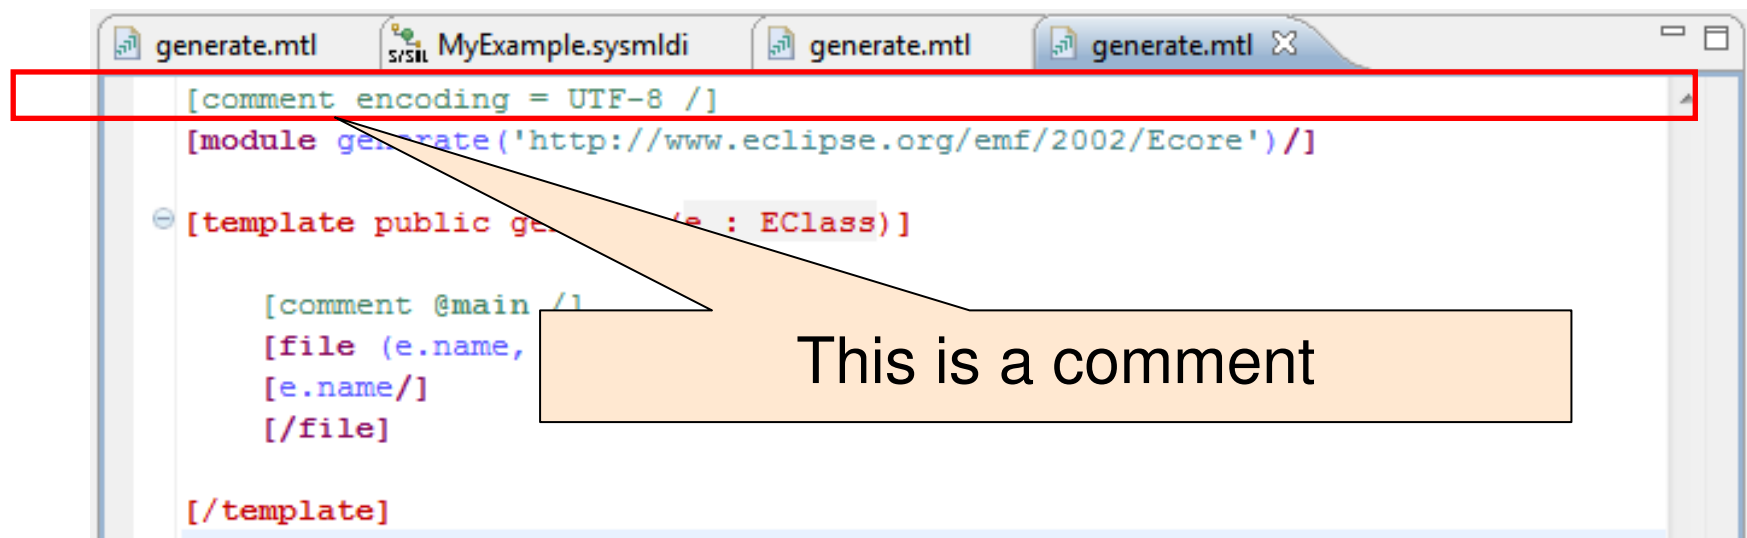 generate.mtl MyExample.sysmldi generate.mtl generate.mtl
[comment encoding = UTF-8 /]
[module generate('http://www.eclipse.org/emf/2002/Ecore')/]
[template public e : EClass)]
[comment @main /]
[file (e.name,
This is a comment
[e.name/]
[/file]
[/template]